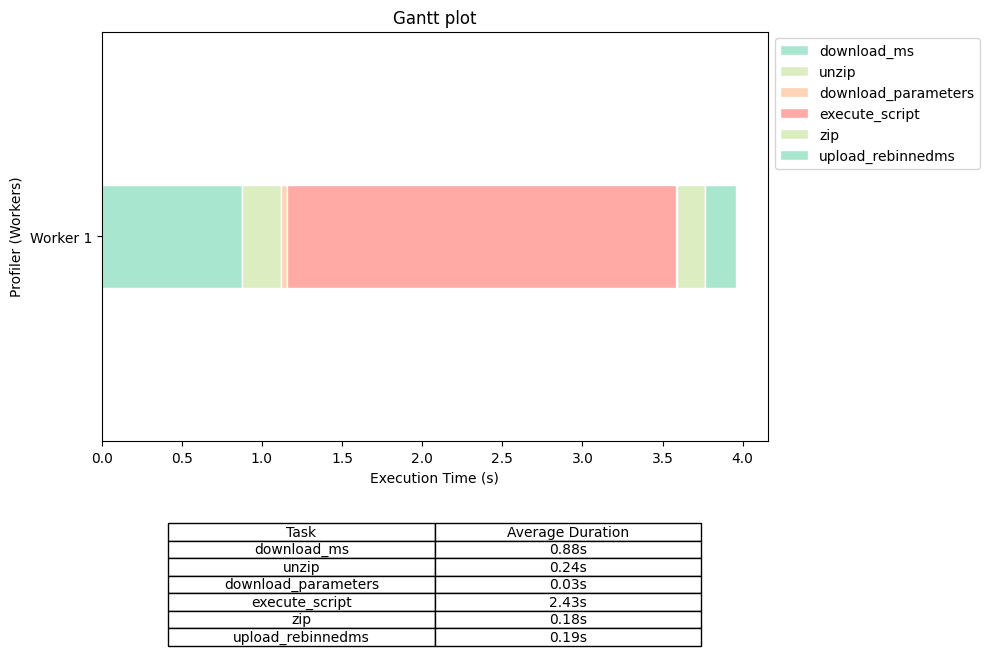 Gantt plot
download_ms
unzip
download_parameters
execute_script
zip
upload_rebinnedms
Profiler (Workers)
Worker 1
0.0 0.5 1.0 1.5 2.0 2.5 3.0 3.5 4.0
Execution Time (s)
Task Average Duration
download_ms 0.88s
unzip 0.24s
download_parameters 0.03s
execute_script 2.43s
zip 0.18s
upload_rebinnedms 0.19s